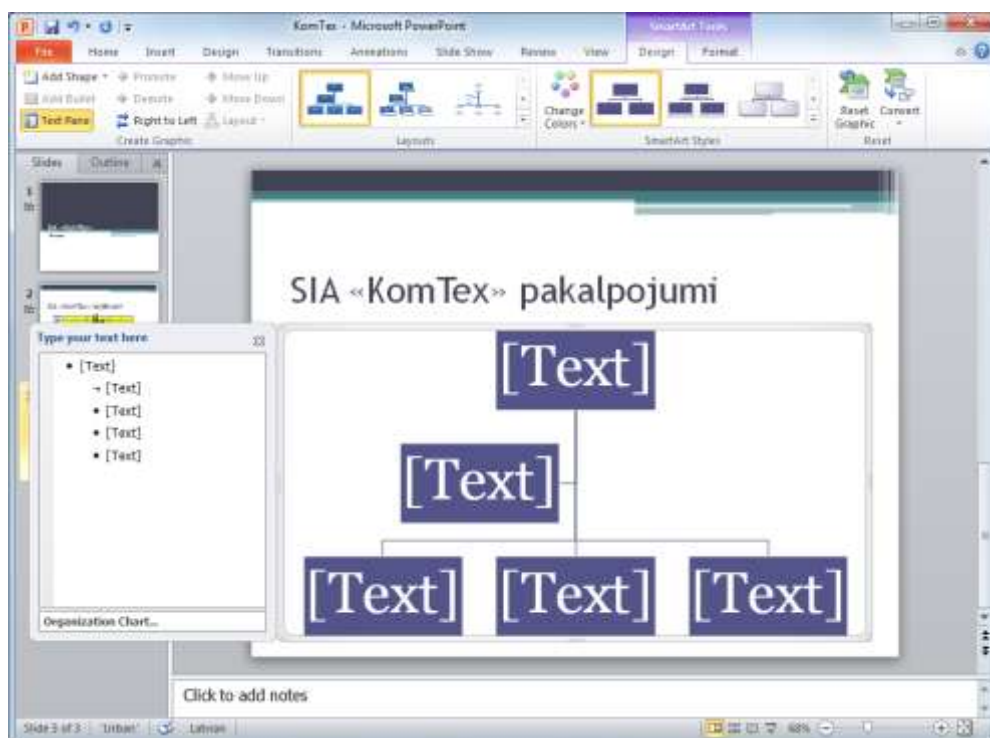 KomTex - Microsoft PowerPoint
SmartArt Tools
File Home Insert Design Transitions Animations Slide Show Review View Design Format
Add Shape Promote Move Up
Add Bullet Demote Move Down
Text Pane Right to Left Layout
Create Graphic
Layouts
Change Colors
SmartArt Styles
Reset Graphic
Convert
Reset
Slides Outline
1
2
SIA «KomTex» pakalpojumi
Type your text here
[Text]
[Text]
[Text]
[Text]
[Text]
Organization Chart...
[Text]
[Text]
[Text] [Text] [Text]
Click to add notes
Slide 3 of 3 "Urban" Latvian 68%